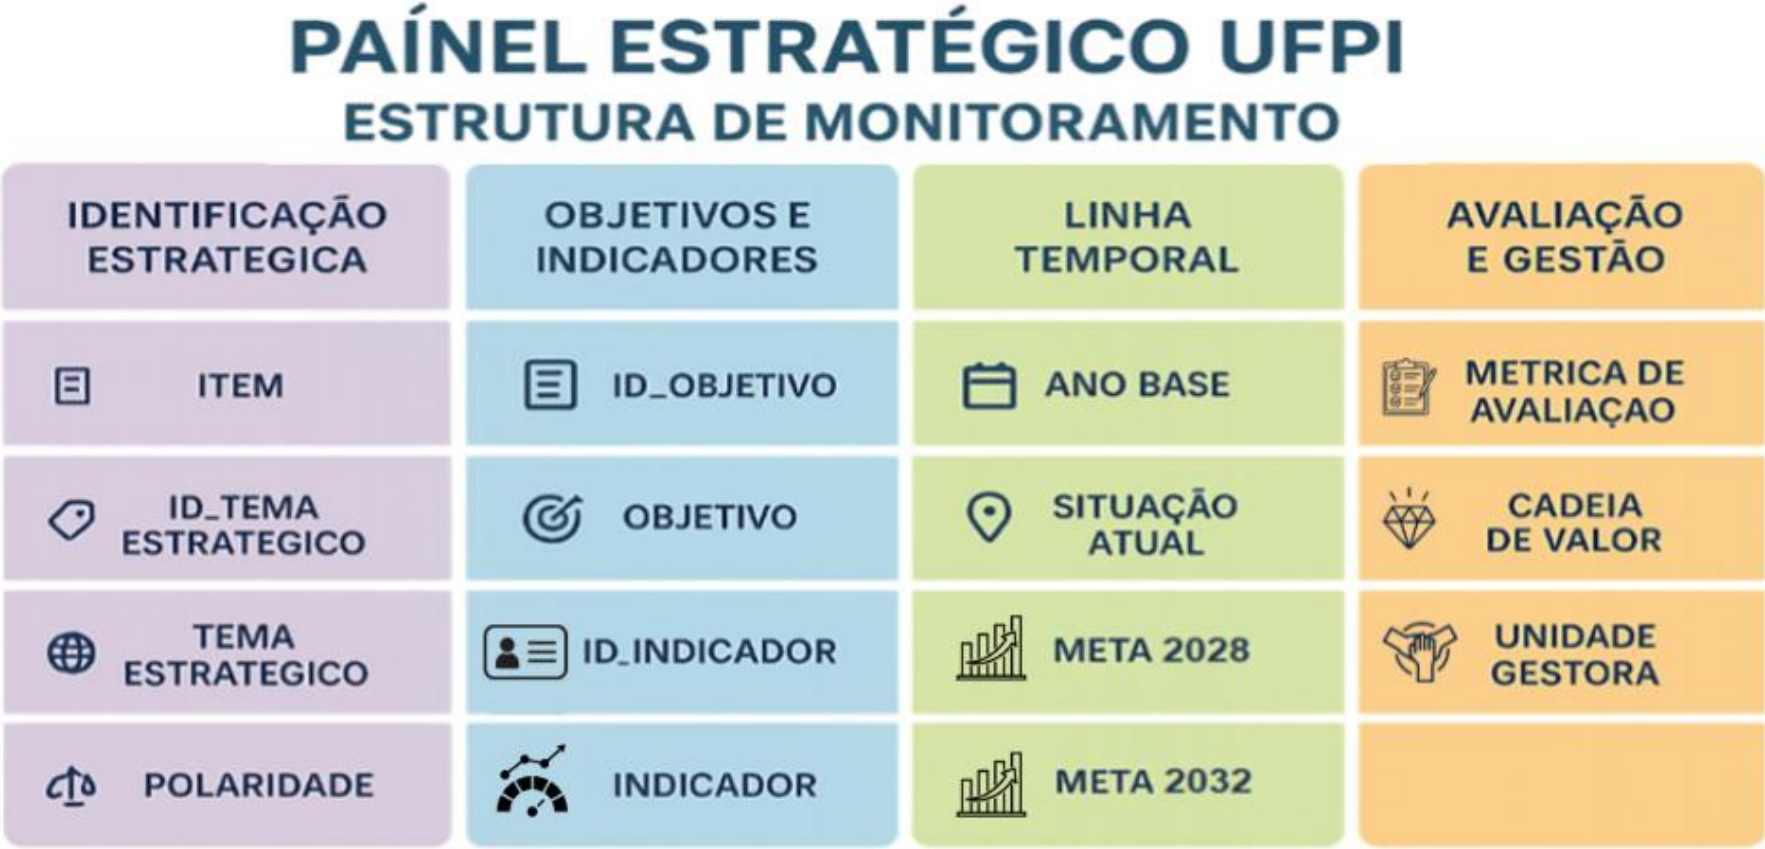 PAÍNEL ESTRATÉGICO UFPI
ESTRUTURA DE MONITORAMENTO
IDENTIFICAÇÃO
ESTRATEGICA
ITEM
ID_TEMA
ESTRATEGICO
TEMA
ESTRATEGICO
POLARIDADE
OBJETIVOS E
INDICADORES
ID_OBJETIVO
OBJETIVO
ID_INDICADOR
INDICADOR
LINHA
TEMPORAL
ANO BASE
SITUAÇÃO
ATUAL
META 2028
META 2032
AVALIAÇÃO
E GESTÃO
METRICA DE
AVALIAÇAO
CADEIA
DE VALOR
UNIDADE
GESTORA